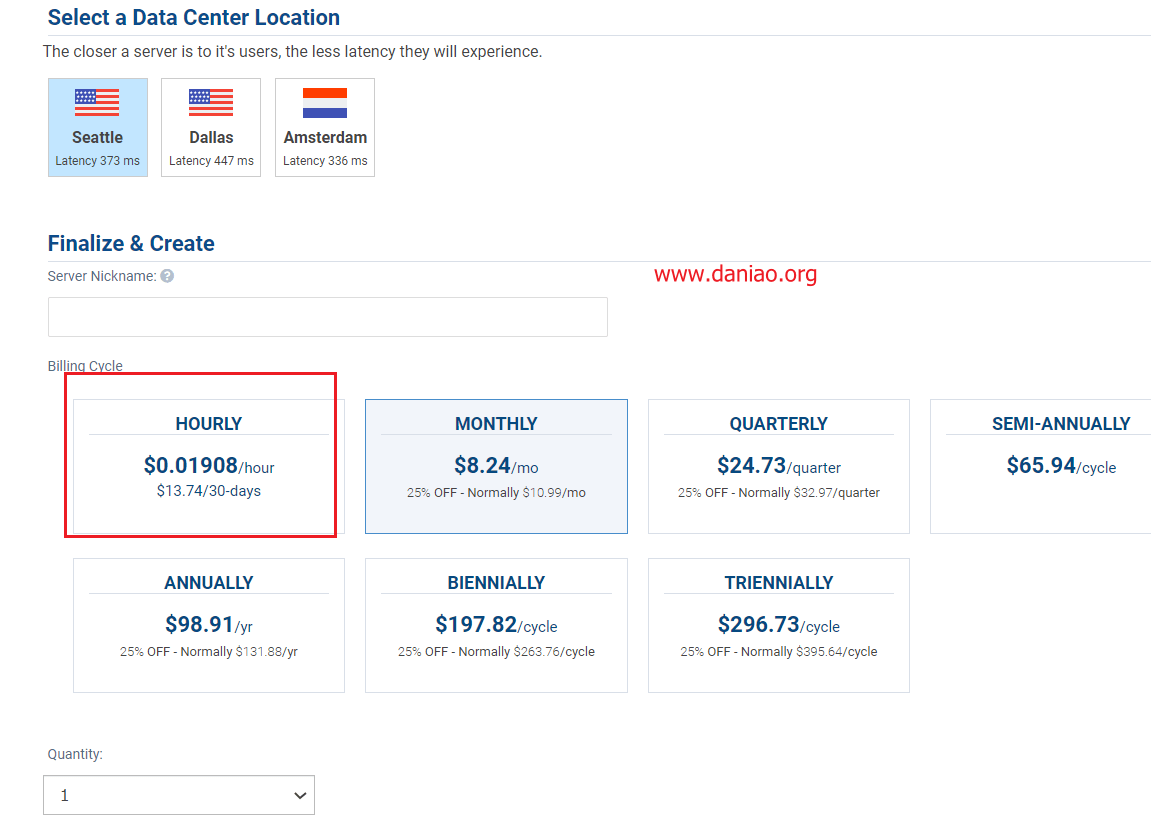 Select a Data Center Location
The closer a server is to it's users, the less latency they will experience.
Seattle
Latency 373 ms
Dallas
Latency 447 ms
Amsterdam
Latency 336 ms
Finalize & Create
Server Nickname: ?
www.daniao.org
Billing Cycle
HOURLY
$0.01908/hour
$13.74/30-days
MONTHLY
$8.24/mo
25% OFF - Normally $10.99/mo
QUARTERLY
$24.73/quarter
25% OFF - Normally $32.97/quarter
SEMI-ANNUALLY
$65.94/cycle
ANNUALLY
$98.91/yr
25% OFF - Normally $131.88/yr
BIENNIALLY
$197.82/cycle
25% OFF - Normally $263.76/cycle
TRIENNIALLY
$296.73/cycle
25% OFF - Normally $395.64/cycle
Quantity:
1